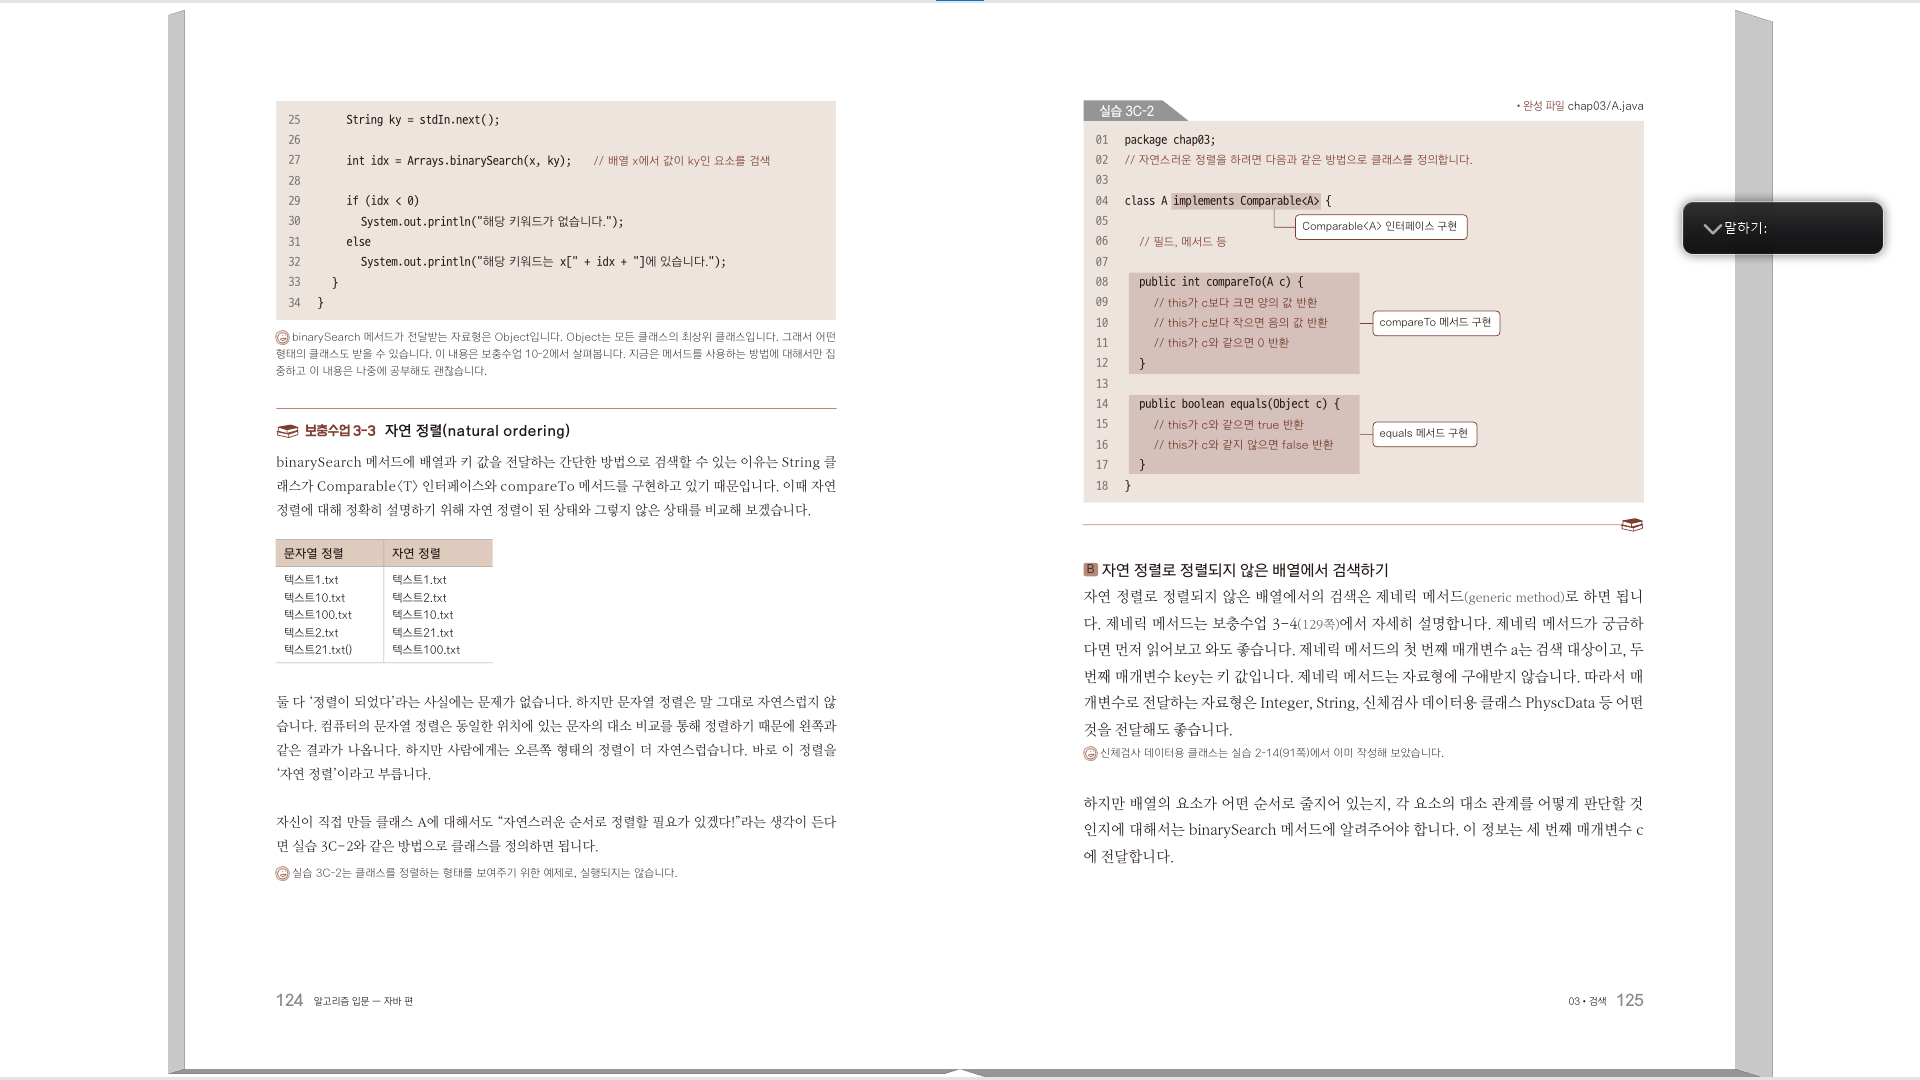 25 String ky = stdIn.next();
26
27 int idx = Arrays.binarySearch(x, ky); // 배열 x에서 값이 ky인 요소를 검색
28
29 if (idx < 0)
30 System.out.println("해당 키워드가 없습니다.");
31 else
32 System.out.println("해당 키워드는 x[" + idx + "]에 있습니다.");
33 }
34 }
binarySearch 메서드가 전달받는 자료형은 Object입니다. Object는 모든 클래스의 최상위 클래스입니다. 그래서 어떤
형태의 클래스도 받을 수 있습니다. 이 내용은 보충수업 10-2에서 살펴봅니다. 지금은 메서드를 사용하는 방법에 대해서만 집
중하고 이 내용은 나중에 공부해도 괜찮습니다.
보충수업 3-3 자연 정렬(natural ordering)
binarySearch 메서드에 배열과 키 값을 전달하는 간단한 방법으로 검색할 수 있는 이유는 String 클
래스가 Comparable〈T〉 인터페이스와 compareTo 메서드를 구현하고 있기 때문입니다. 이때 자연
정렬에 대해 정확히 설명하기 위해 자연 정렬이 된 상태와 그렇지 않은 상태를 비교해 보겠습니다.
문자열 정렬 자연 정렬
텍스트1.txt 텍스트1.txt
텍스트10.txt 텍스트2.txt
텍스트100.txt 텍스트10.txt
텍스트2.txt 텍스트21.txt
텍스트21.txt() 텍스트100.txt
둘 다 ‘정렬이 되었다’라는 사실에는 문제가 없습니다. 하지만 문자열 정렬은 말 그대로 자연스럽지 않
습니다. 컴퓨터의 문자열 정렬은 동일한 위치에 있는 문자의 대소 비교를 통해 정렬하기 때문에 왼쪽과
같은 결과가 나옵니다. 하지만 사람에게는 오른쪽 형태의 정렬이 더 자연스럽습니다. 바로 이 정렬을
‘자연 정렬’이라고 부릅니다.
자신이 직접 만들 클래스 A에 대해서도 “자연스러운 순서로 정렬할 필요가 있겠다!”라는 생각이 든다
면 실습 3C-2와 같은 방법으로 클래스를 정의하면 됩니다.
실습 3C-2는 클래스를 정렬하는 형태를 보여주기 위한 예제로, 실행되지는 않습니다.
124 알고리즘 입문 — 자바 편
실습 3C-2 • 완성 파일 chap03/A.java
01 package chap03;
02 // 자연스러운 정렬을 하려면 다음과 같은 방법으로 클래스를 정의합니다.
03
04 class A implements Comparable<A> {
05 Comparable<A> 인터페이스 구현
06 // 필드, 메서드 등
07
08 public int compareTo(A c) {
09 // this가 c보다 크면 양의 값 반환
10 // this가 c보다 작으면 음의 값 반환 compareTo 메서드 구현
11 // this가 c와 같으면 0 반환
12 }
13
14 public boolean equals(Object c) {
15 // this가 c와 같으면 true 반환 equals 메서드 구현
16 // this가 c와 같지 않으면 false 반환
17 }
18 }
B 자연 정렬로 정렬되지 않은 배열에서 검색하기
자연 정렬로 정렬되지 않은 배열에서의 검색은 제네릭 메서드(generic method)로 하면 됩니
다. 제네릭 메서드는 보충수업 3-4(129쪽)에서 자세히 설명합니다. 제네릭 메서드가 궁금하
다면 먼저 읽어보고 와도 좋습니다. 제네릭 메서드의 첫 번째 매개변수 a는 검색 대상이고, 두
번째 매개변수 key는 키 값입니다. 제네릭 메서드는 자료형에 구애받지 않습니다. 따라서 매
개변수로 전달하는 자료형은 Integer, String, 신체검사 데이터용 클래스 PhyscData 등 어떤
것을 전달해도 좋습니다.
신체검사 데이터용 클래스는 실습 2-14(91쪽)에서 이미 작성해 보았습니다.
하지만 배열의 요소가 어떤 순서로 줄지어 있는지, 각 요소의 대소 관계를 어떻게 판단할 것
인지에 대해서는 binarySearch 메서드에 알려주어야 합니다. 이 정보는 세 번째 매개변수 c
에 전달합니다.
03 • 검색 125
말하기: